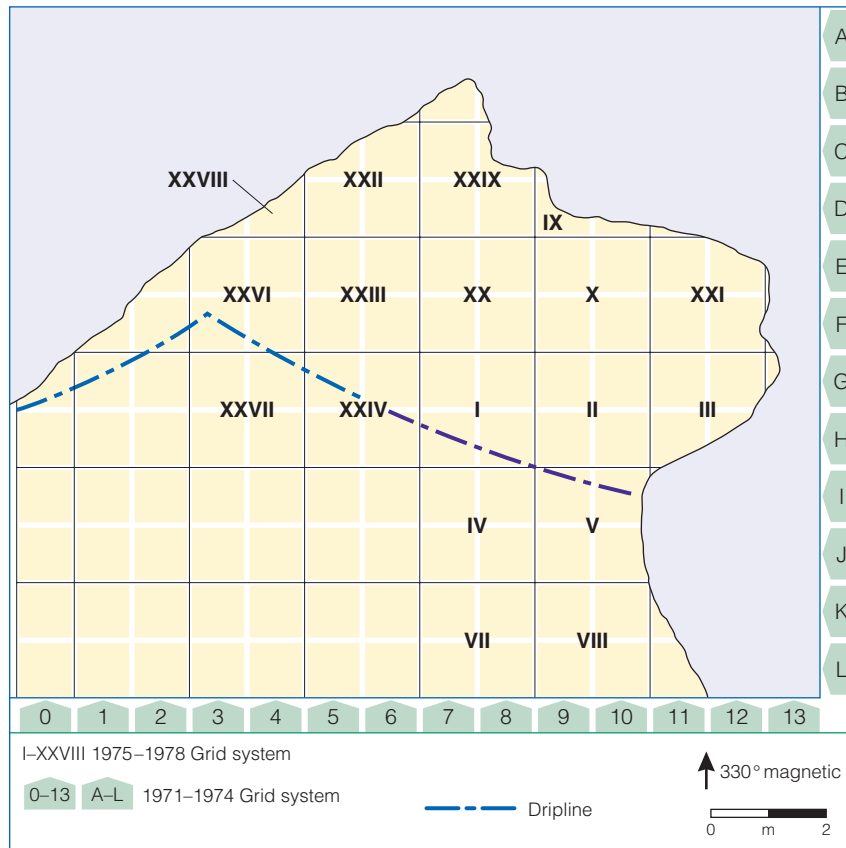 A
B
C
XXVIII XXII XXIX
D
IX
E
XXVI XXIII XX X XXI
F
G
XXVII XXIV I II III
H
I
IV V
J
K
VII VIII
L
0 1 2 3 4 5 6 7 8 9 10 11 12 13
I–XXVIII 1975–1978 Grid system
330° magnetic
0–13 A–L 1971–1974 Grid system
Dripline
0 m 2